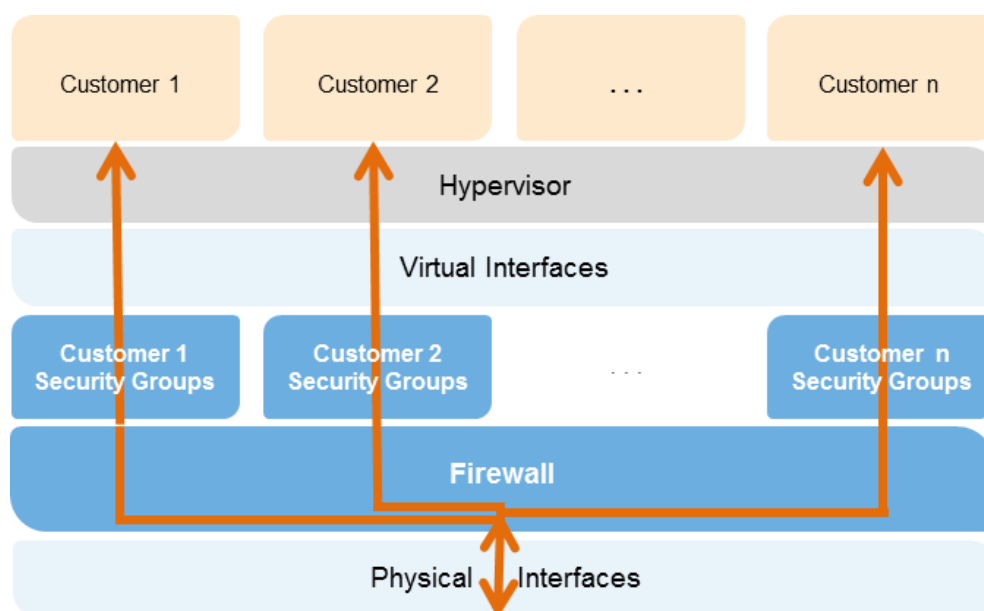 Customer 1
Customer 2
...
Customer n
Hypervisor
Virtual Interfaces
Customer 1
Security Groups
Customer 2
Security Groups
...
Customer n
Security Groups
Firewall
Physical Interfaces